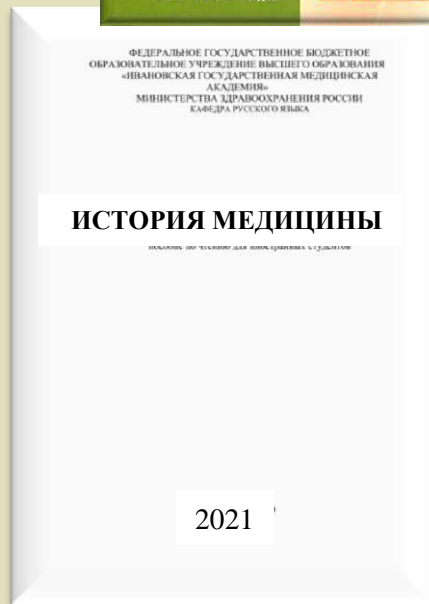 ФЕДЕРАЛЬНОЕ ГОСУДАРСТВЕННОЕ БЮДЖЕТНОЕ
ОБРАЗОВАТЕЛЬНОЕ УЧРЕЖДЕНИЕ ВЫСШЕГО ОБРАЗОВАНИЯ
«ИВАНОВСКАЯ ГОСУДАРСТВЕННАЯ МЕДИЦИНСКАЯ
АКАДЕМИЯ»
МИНИСТЕРСТВА ЗДРАВООХРАНЕНИЯ РОССИИ
КАФЕДРА РУССКОГО ЯЗЫКА
ИСТОРИЯ МЕДИЦИНЫ
пособие по чтению для иностранных студентов
2021